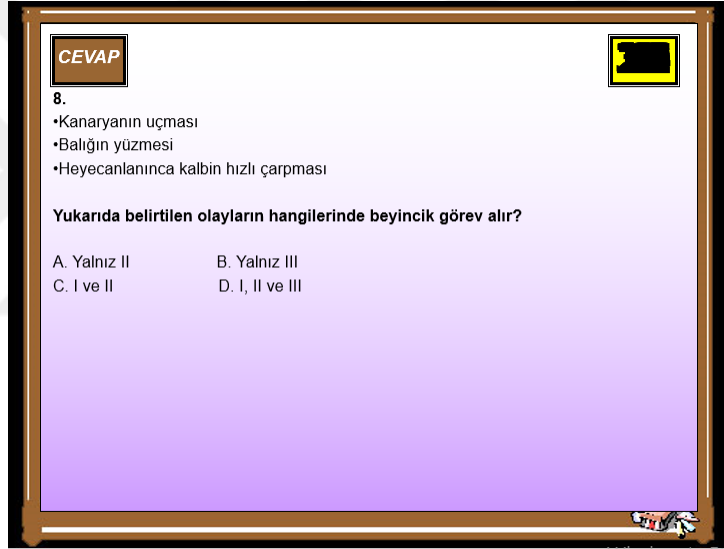 CEVAP
8.
•Kanaryanın uçması
•Balığın yüzmesi
•Heyecanlanınca kalbin hızlı çarpması
Yukarıda belirtilen olayların hangilerinde beyincik görev alır?
A. Yalnız II B. Yalnız III
C. I ve II D. I, II ve III